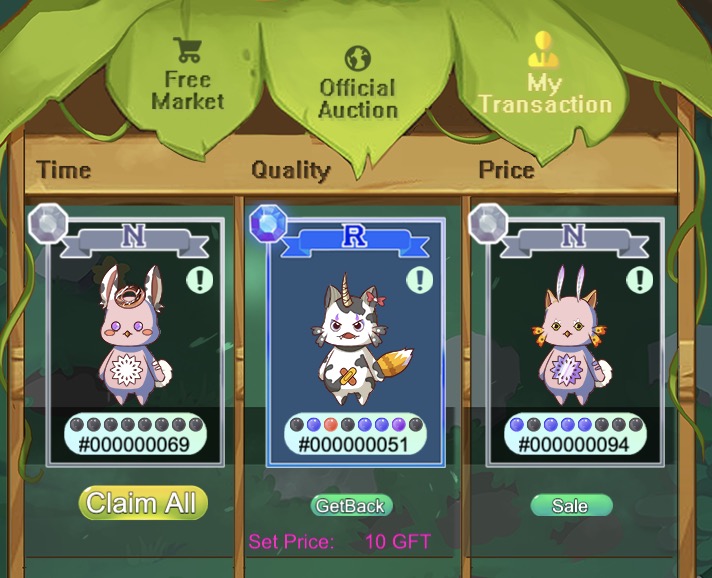 Free
Market
Official
Auction
My
Transaction
Time
Quality
Price
N
R
N
!
!
!
#000000069
#000000051
#000000094
Claim All
GetBack
Sale
Set Price: 10 GFT